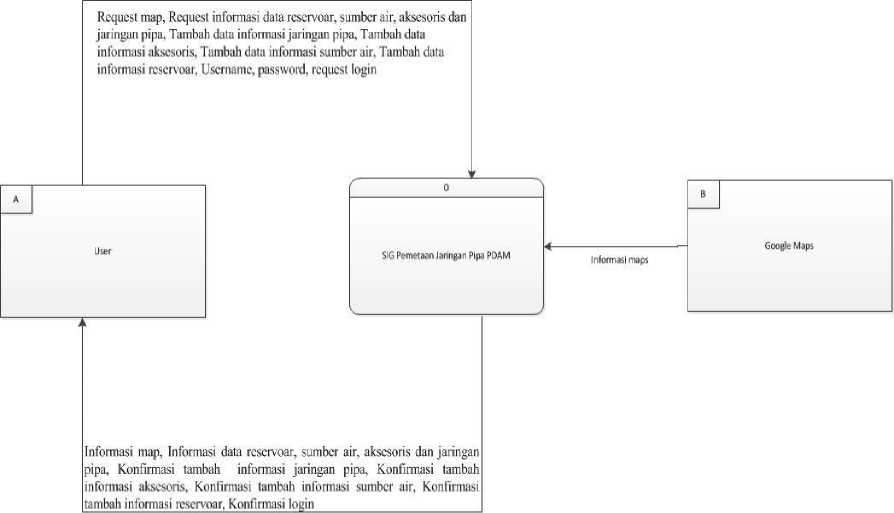 Request map, Request informasi data reservoar, sumber air, aksesoris dan
jaringan pipa, Tambah data informasi jaringan pipa, Tambah data
informasi aksesoris, Tambah data informasi sumber air, Tambah data
informasi reservoar, Username, password, request login
A
User
0
SIG Pemetaan Jaringan Pipa PDAM
Informasi maps
B
Google Maps
Informasi map, Informasi data reservoar, sumber air, aksesoris dan jaringan
pipa, Konfirmasi tambah informasi jaringan pipa, Konfirmasi tambah
informasi aksesoris, Konfirmasi tambah informasi sumber air, Konfirmasi
tambah informasi reservoar, Konfirmasi login